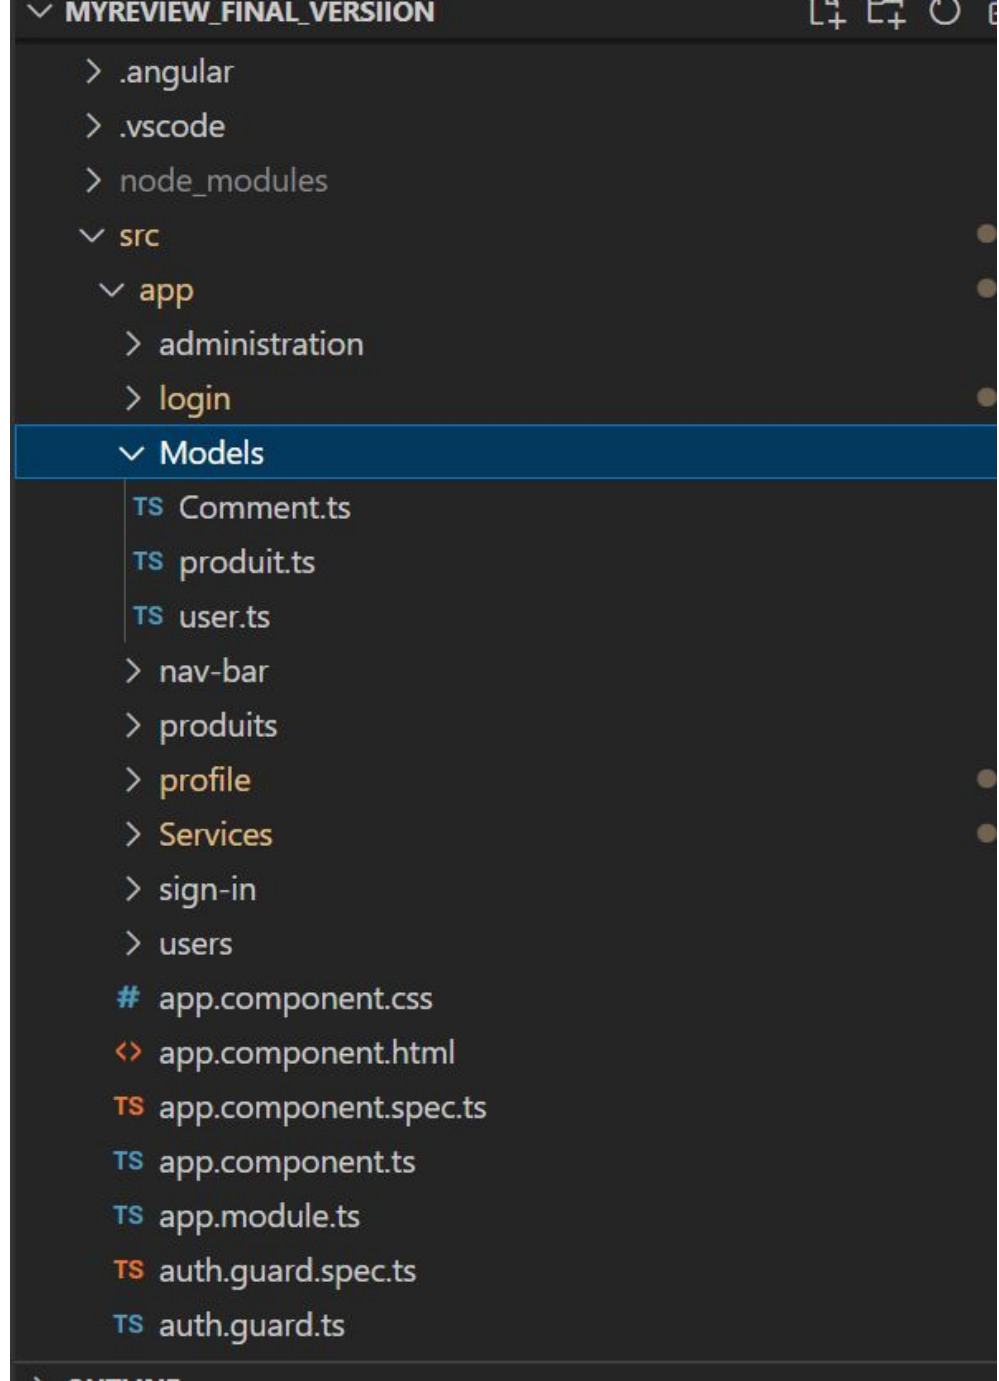 MYREVIEW_FINAL_VERSIION
.angular
.vscode
node_modules
src
app
administration
login
Models
TS Comment.ts
TS produit.ts
TS user.ts
nav-bar
produits
profile
Services
sign-in
users
# app.component.css
<> app.component.html
TS app.component.spec.ts
TS app.component.ts
TS app.module.ts
TS auth.guard.spec.ts
TS auth.guard.ts
OUTLINE